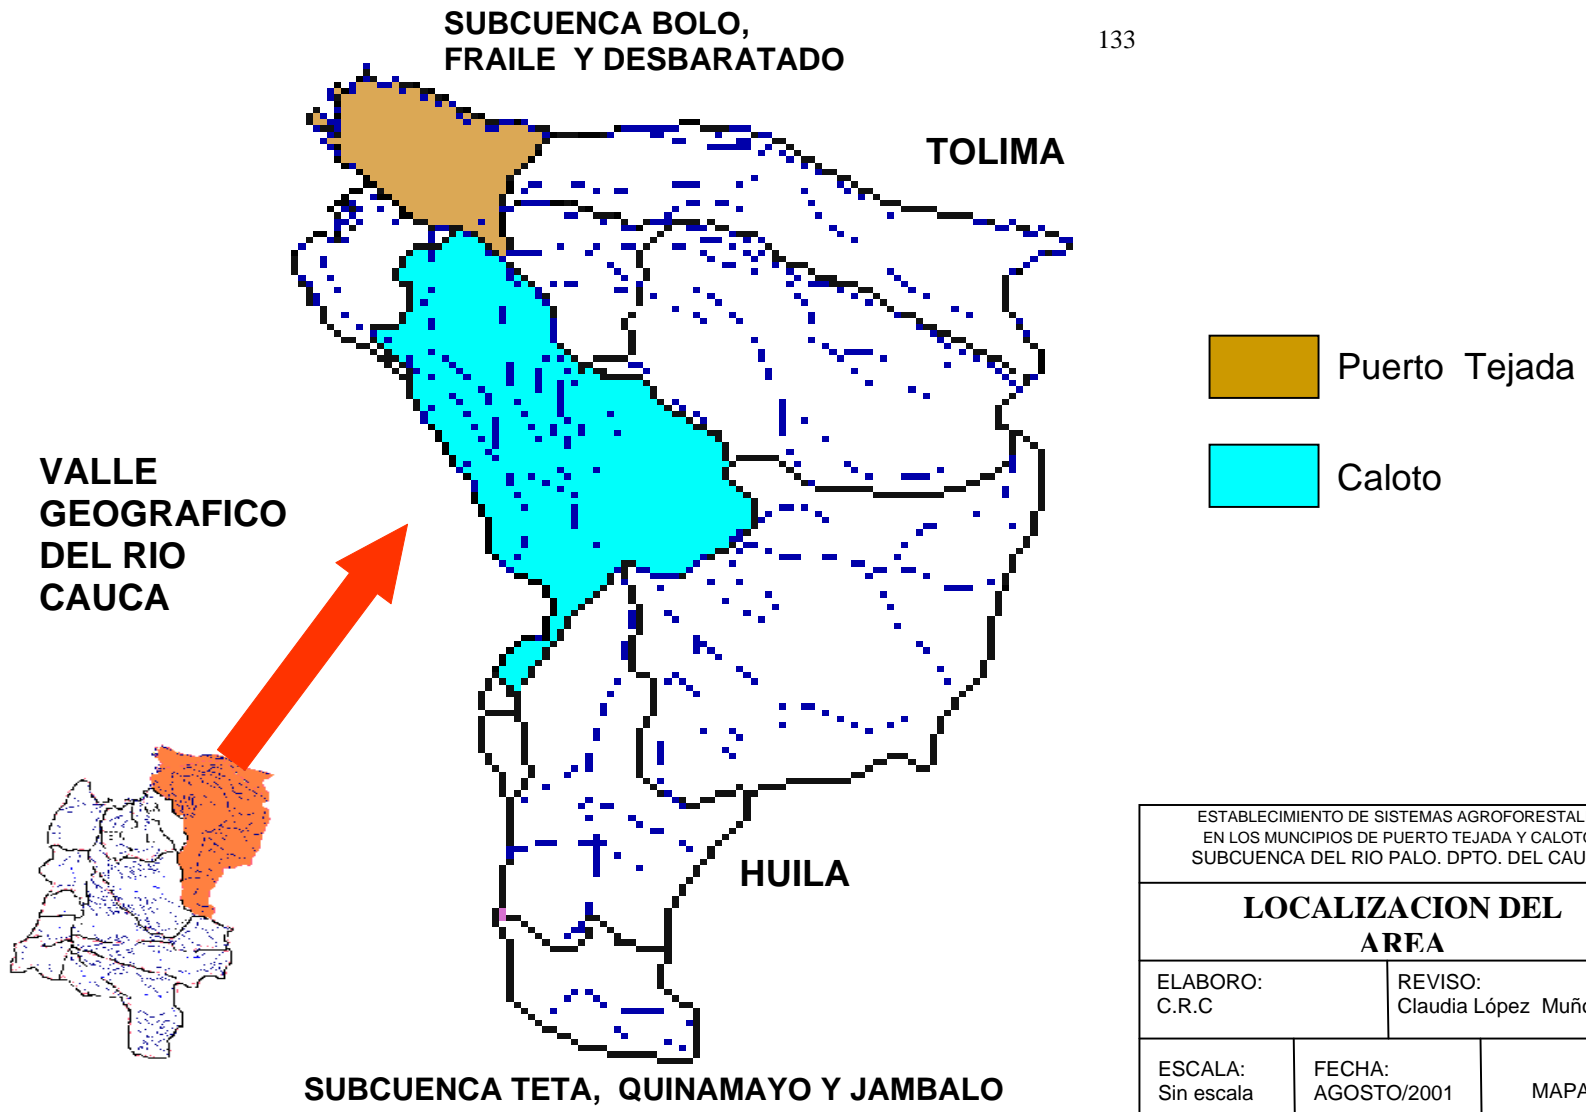 SUBCUENCA BOLO,
FRAILE Y DESBARATADO
133
TOLIMA
Puerto Tejada
Caloto
VALLE
GEOGRAFICO
DEL RIO
CAUCA
HUILA
SUBCUENCA TETA, QUINAMAYO Y JAMBALO
ESTABLECIMIENTO DE SISTEMAS AGROFORESTAL
EN LOS MUNCIPIOS DE PUERTO TEJADA Y CALOTO
SUBCUENCA DEL RIO PALO. DPTO. DEL CAU
LOCALIZACION DEL
AREA
ELABORO:
C.R.C
REVISO:
Claudia López Muño
ESCALA:
Sin escala
FECHA:
AGOSTO/2001
MAPA